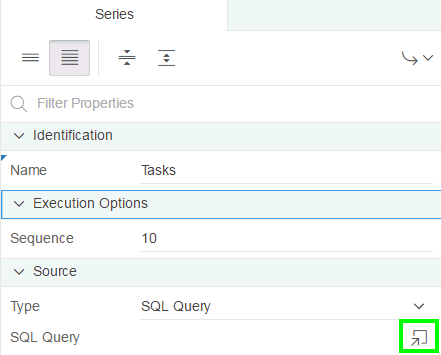 Series
Filter Properties
Identification
Name Tasks
Execution Options
Sequence 10
Source
Type SQL Query
SQL Query